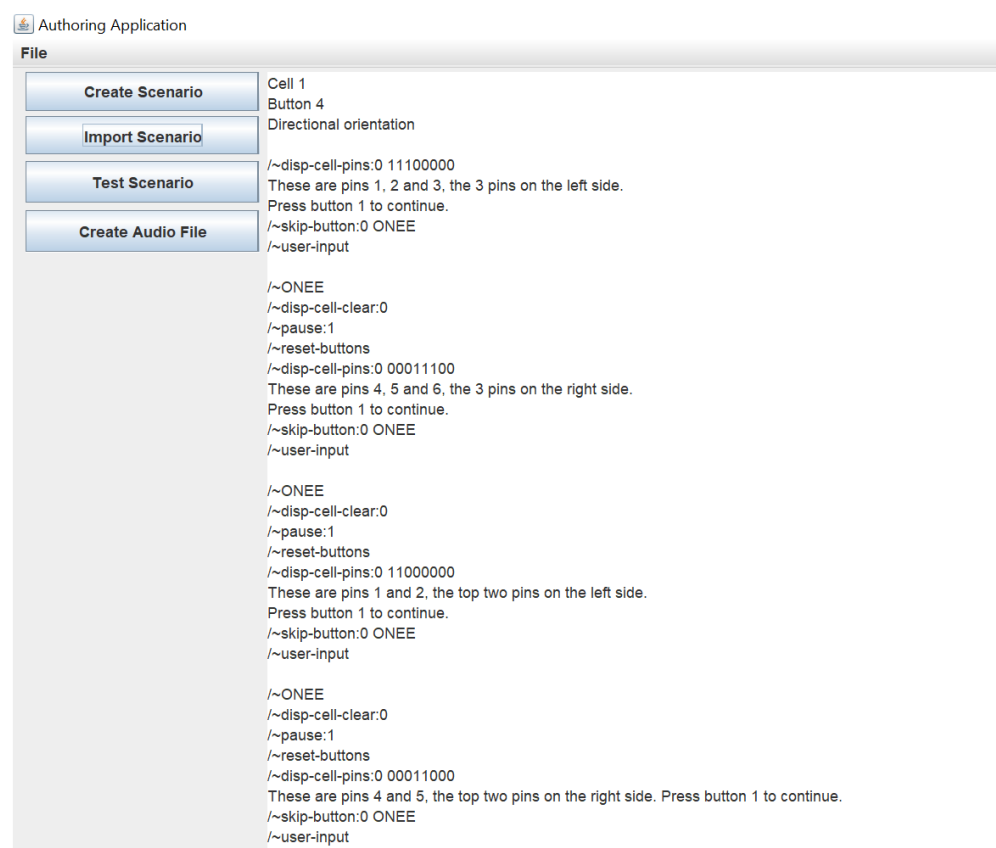 Authoring Application
File
Create Scenario
Import Scenario
Test Scenario
Create Audio File
Cell 1
Button 4
Directional orientation
/~disp-cell-pins:0 11100000
These are pins 1, 2 and 3, the 3 pins on the left side.
Press button 1 to continue.
/~skip-button:0 ONEE
/~user-input
/~ONEE
/~disp-cell-clear:0
/~pause:1
/~reset-buttons
/~disp-cell-pins:0 00011100
These are pins 4, 5 and 6, the 3 pins on the right side.
Press button 1 to continue.
/~skip-button:0 ONEE
/~user-input
/~ONEE
/~disp-cell-clear:0
/~pause:1
/~reset-buttons
/~disp-cell-pins:0 11000000
These are pins 1 and 2, the top two pins on the left side.
Press button 1 to continue.
/~skip-button:0 ONEE
/~user-input
/~ONEE
/~disp-cell-clear:0
/~pause:1
/~reset-buttons
/~disp-cell-pins:0 00011000
These are pins 4 and 5, the top two pins on the right side. Press button 1 to continue.
/~skip-button:0 ONEE
/~user-input